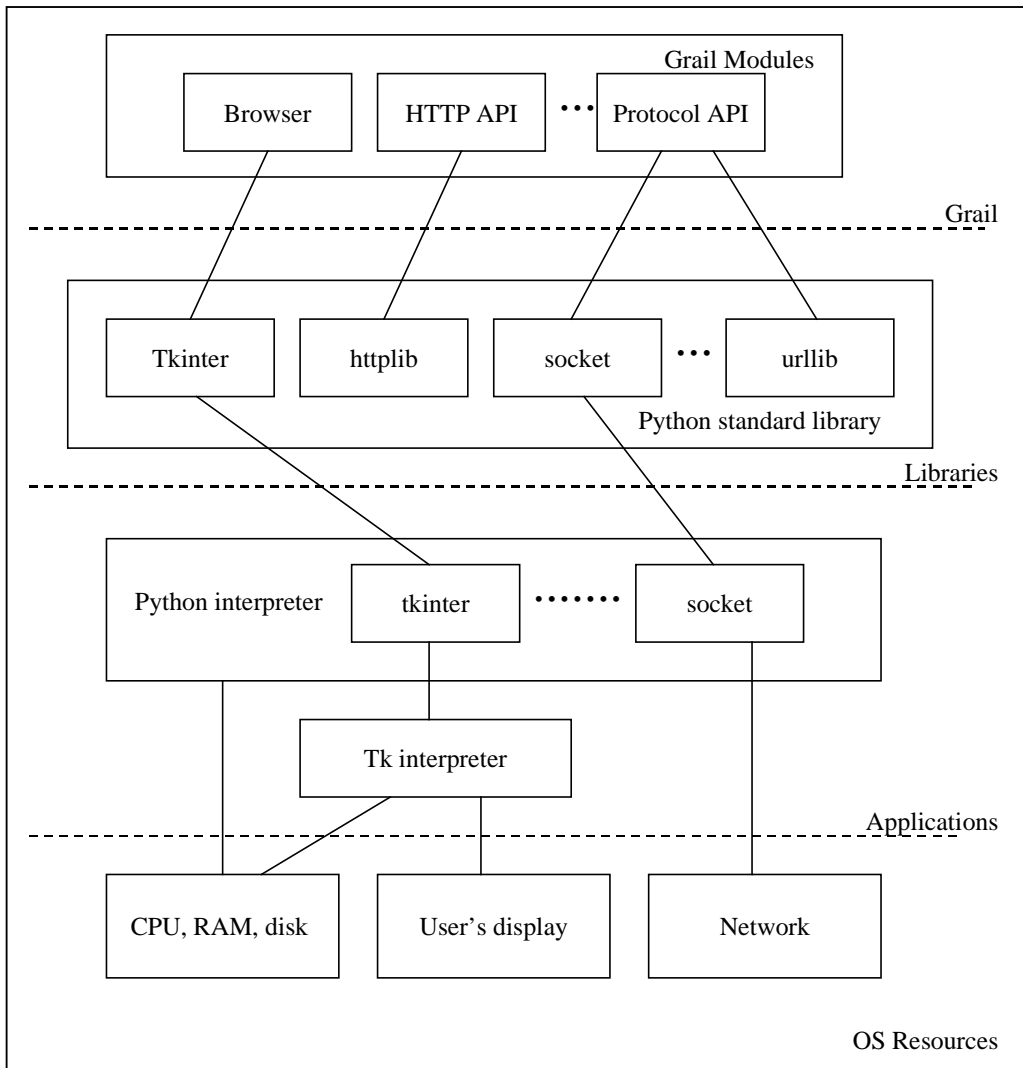 Grail Modules
Browser
HTTP API
Protocol API
Grail
Tkinter
httplib
socket
urllib
Python standard library
Libraries
Python interpreter
tkinter
socket
Tk interpreter
Applications
CPU, RAM, disk
User's display
Network
OS Resources